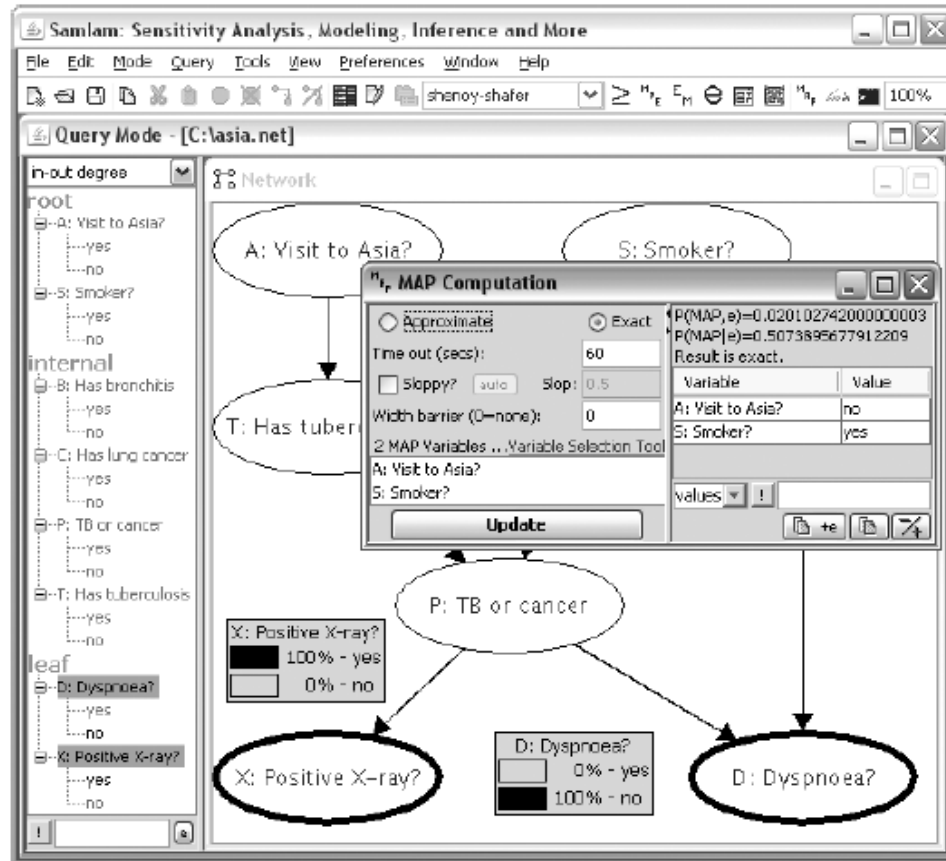 Samlam: Sensitivity Analysis, Modeling, Inference and More
File Edit Mode Query Tools View Preferences Window Help
shenoy-shafer 100%
Query Mode - [C:\asia.net]
in-out degree
root
A: Visit to Asia?
yes
no
S: Smoker?
yes
no
internal
B: Has bronchitis
yes
no
C: Has lung cancer
yes
no
P: TB or cancer
yes
no
T: Has tuberculosis
yes
no
leaf
D: Dyspnoea?
yes
no
X: Positive X-ray?
yes
no
!
Network
A: Visit to Asia?
S: Smoker?
T: Has tuberc
MAP Computation
Approximate Exact
Time out (secs): 60
Sloppy? auto Slop: 0.5
Width barrier (0=none): 0
2 MAP Variables ...Variable Selection Tool
A: Visit to Asia?
S: Smoker?
Update
P(MAP,e)=0.020102742000000003
P(MAP|e)=0.5073895677912209
Result is exact.
Variable Value
A: Visit to Asia? no
S: Smoker? yes
values !
+e
P: TB or cancer
X: Positive X-ray?
100% - yes
0% - no
X: Positive X-ray?
D: Dyspnoea?
0% - yes
100% - no
D: Dyspnoea?